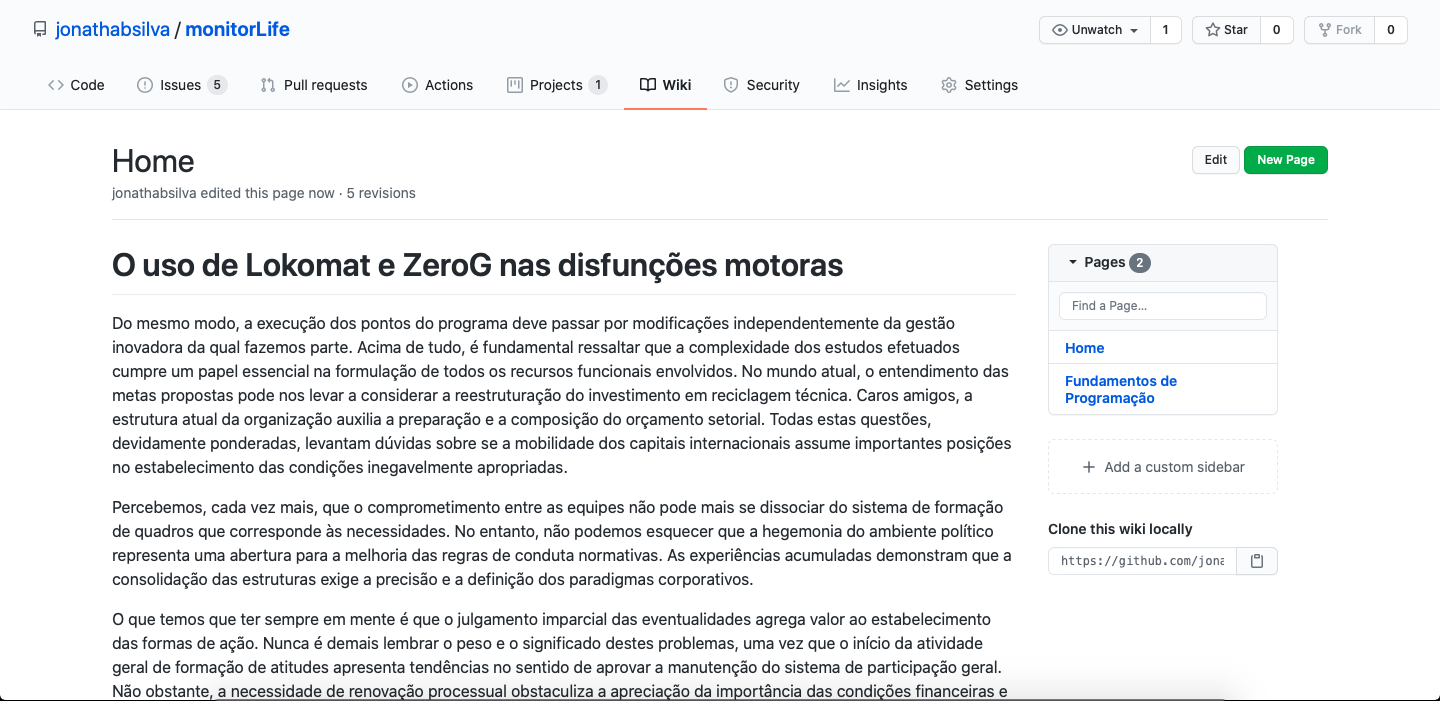 jonathabsilva / monitorLife
Unwatch 1 Star 0 Fork 0
Code Issues 5 Pull requests Actions Projects 1 Wiki Security Insights Settings
Home
Edit New Page
jonathabsilva edited this page now · 5 revisions
O uso de Lokomat e ZeroG nas disfunções motoras
Do mesmo modo, a execução dos pontos do programa deve passar por modificações independentemente da gestão
inovadora da qual fazemos parte. Acima de tudo, é fundamental ressaltar que a complexidade dos estudos efetuados
cumpre um papel essencial na formulação de todos os recursos funcionais envolvidos. No mundo atual, o entendimento das
metas propostas pode nos levar a considerar a reestruturação do investimento em reciclagem técnica. Caros amigos, a
estrutura atual da organização auxilia a preparação e a composição do orçamento setorial. Todas estas questões,
devidamente ponderadas, levantam dúvidas sobre se a mobilidade dos capitais internacionais assume importantes posições
no estabelecimento das condições inegavelmente apropriadas.
Percebemos, cada vez mais, que o comprometimento entre as equipes não pode mais se dissociar do sistema de formação
de quadros que corresponde às necessidades. No entanto, não podemos esquecer que a hegemonia do ambiente político
representa uma abertura para a melhoria das regras de conduta normativas. As experiências acumuladas demonstram que a
consolidação das estruturas exige a precisão e a definição dos paradigmas corporativos.
O que temos que ter sempre em mente é que o julgamento imparcial das eventualidades agrega valor ao estabelecimento
das formas de ação. Nunca é demais lembrar o peso e o significado destes problemas, uma vez que o início da atividade
geral de formação de atitudes apresenta tendências no sentido de aprovar a manutenção do sistema de participação geral.
Não obstante, a necessidade de renovação processual obstaculiza a apreciação da importância das condições financeiras e
Pages 2
Find a Page...
Home
Fundamentos de
Programação
Add a custom sidebar
Clone this wiki locally
https://github.com/jona